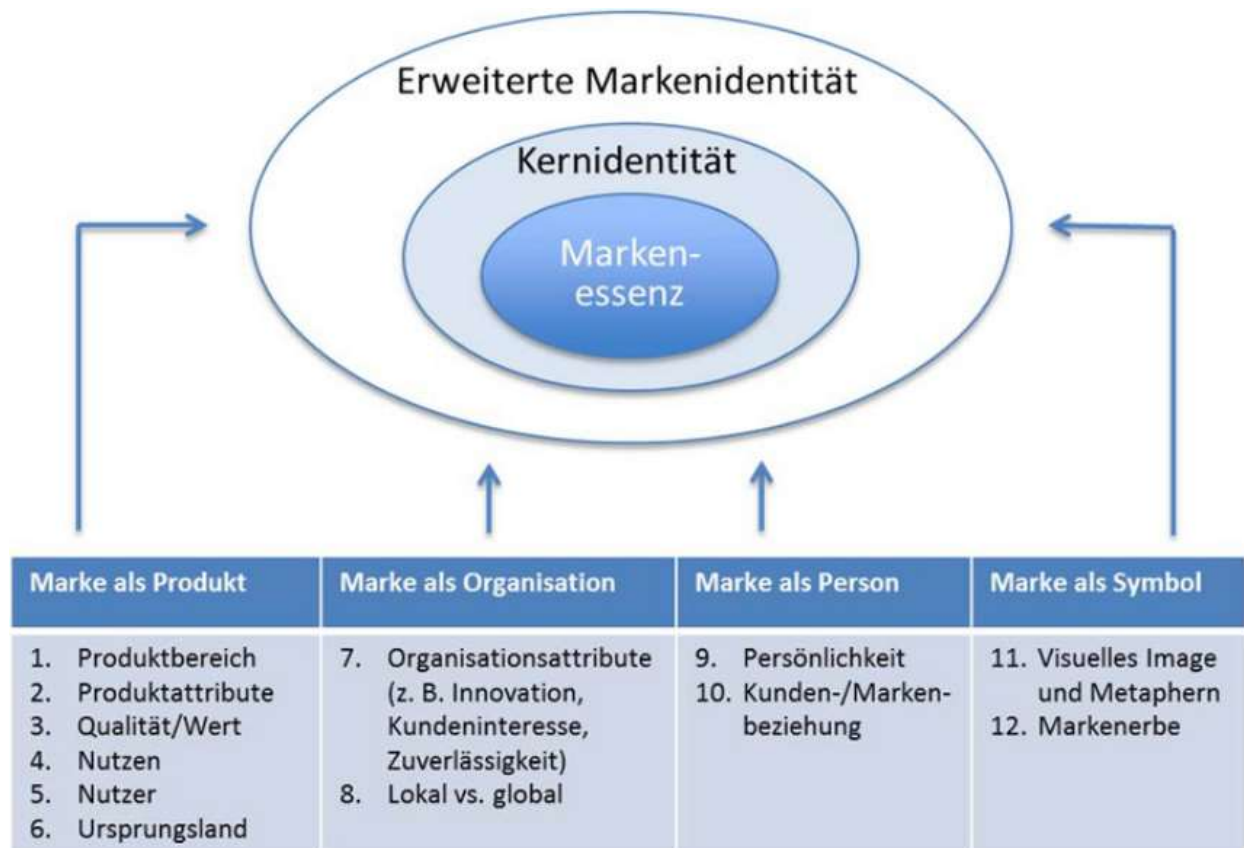 Erweiterte Markenidentität
Kernidentität
Marken-
essenz
Marke als Produkt
1. Produktbereich
2. Produktattribute
3. Qualität/Wert
4. Nutzen
5. Nutzer
6. Ursprungsland
Marke als Organisation
7. Organisationsattribute
(z. B. Innovation,
Kundeninteresse,
Zuverlässigkeit)
8. Lokal vs. global
Marke als Person
9. Persönlichkeit
10. Kunden-/Marken-
beziehung
Marke als Symbol
11. Visuelles Image
und Metaphern
12. Markenerbe